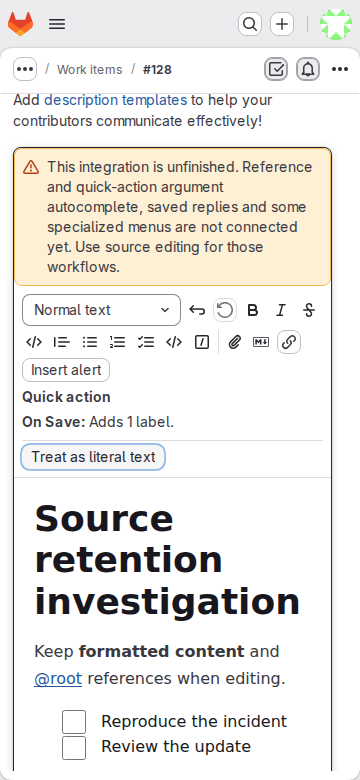 / Work items / #128
Add description templates to help your
contributors communicate effectively!
This integration is unfinished. Reference
and quick-action argument
autocomplete, saved replies and some
specialized menus are not connected
yet. Use source editing for those
workflows.
Normal text
B I S
M
Insert alert
Quick action
On Save: Adds 1 label.
Treat as literal text
Source
retention
investigation
Keep formatted content and
@root references when editing.
Reproduce the incident
Review the update